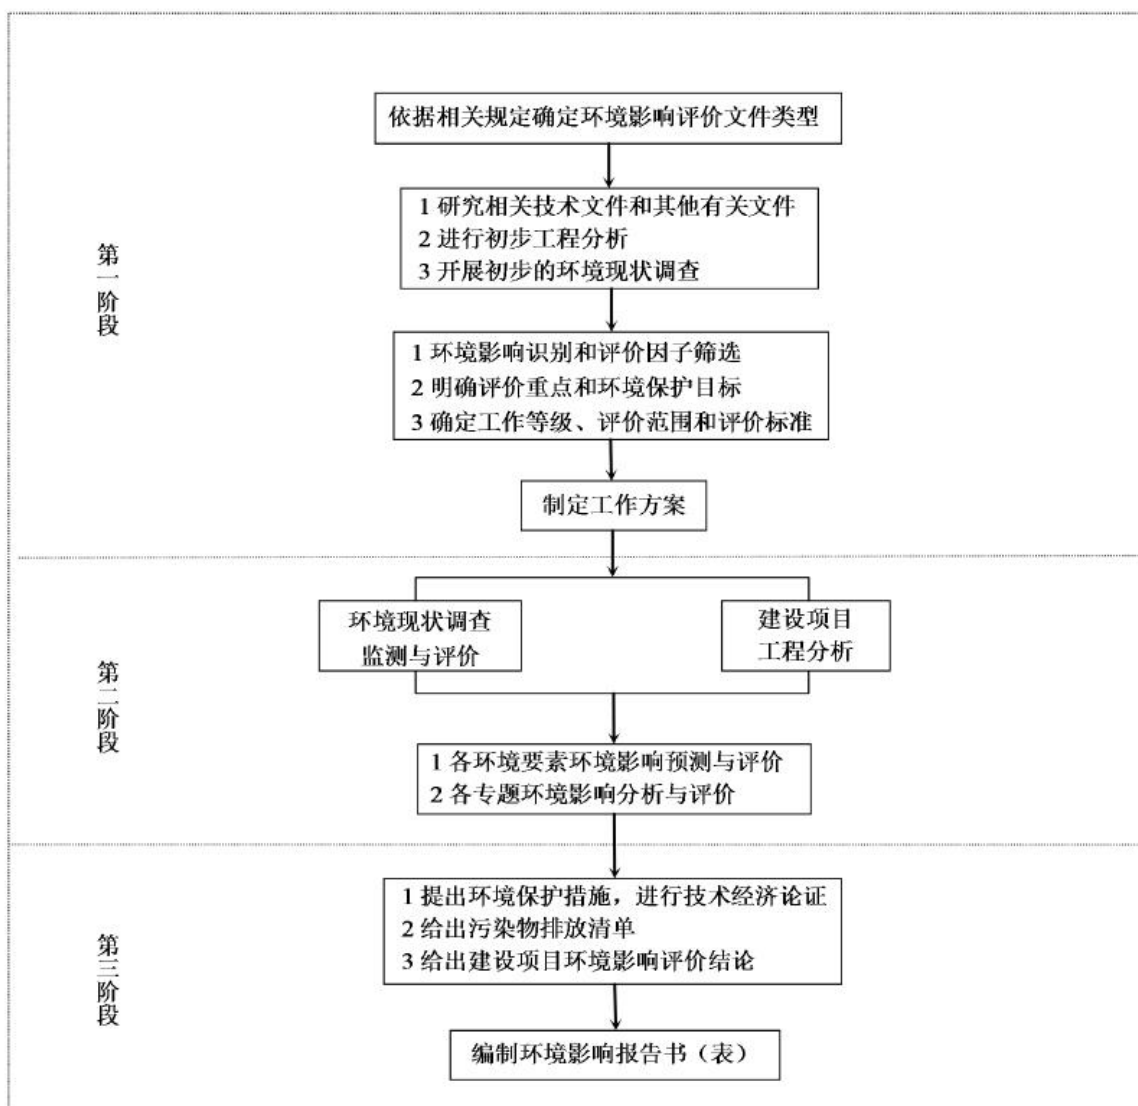 依据相关规定确定环境影响评价文件类型
1 研究相关技术文件和其他有关文件
2 进行初步工程分析
3 开展初步的环境现状调查
第一阶段
1 环境影响识别和评价因子筛选
2 明确评价重点和环境保护目标
3 确定工作等级、评价范围和评价标准
制定工作方案
环境现状调查
监测与评价
建设项目
工程分析
第二阶段
1 各环境要素环境影响预测与评价
2 各专题环境影响分析与评价
1 提出环境保护措施，进行技术经济论证
2 给出污染物排放清单
3 给出建设项目环境影响评价结论
第三阶段
编制环境影响报告书（表）